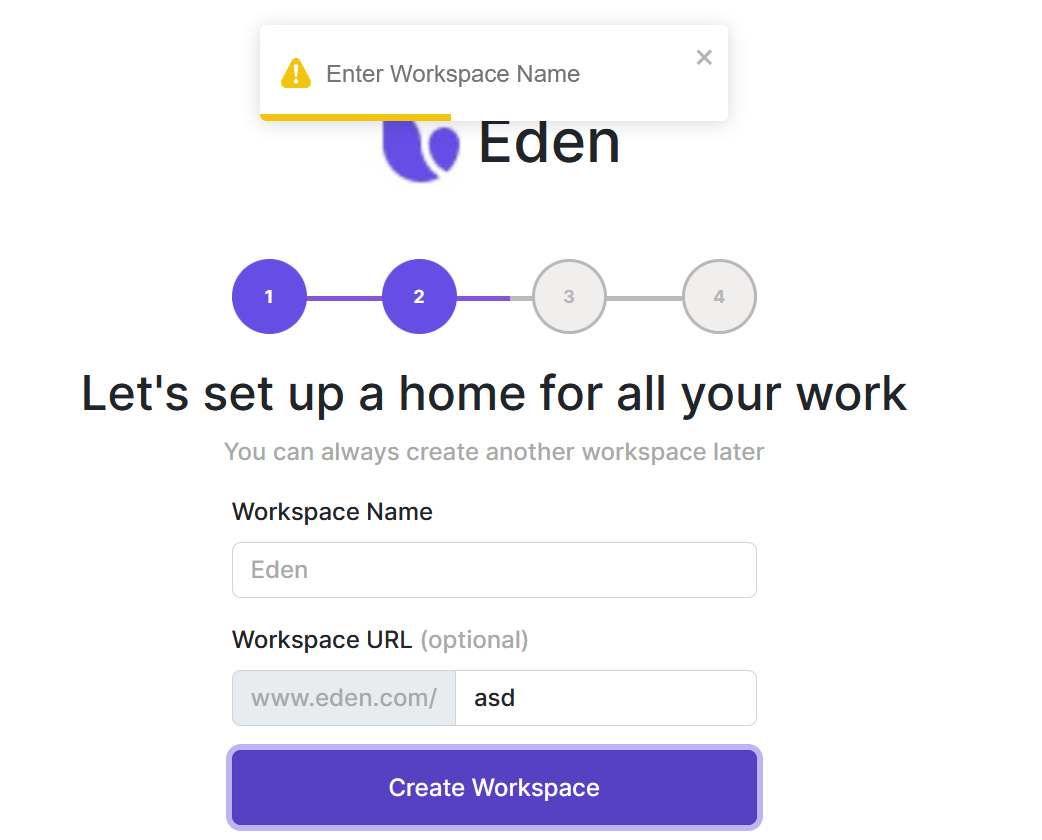 Enter Workspace Name
Eden
1 2 3 4
Let's set up a home for all your work
You can always create another workspace later
Workspace Name
Eden
Workspace URL (optional)
www.eden.com/ asd
Create Workspace